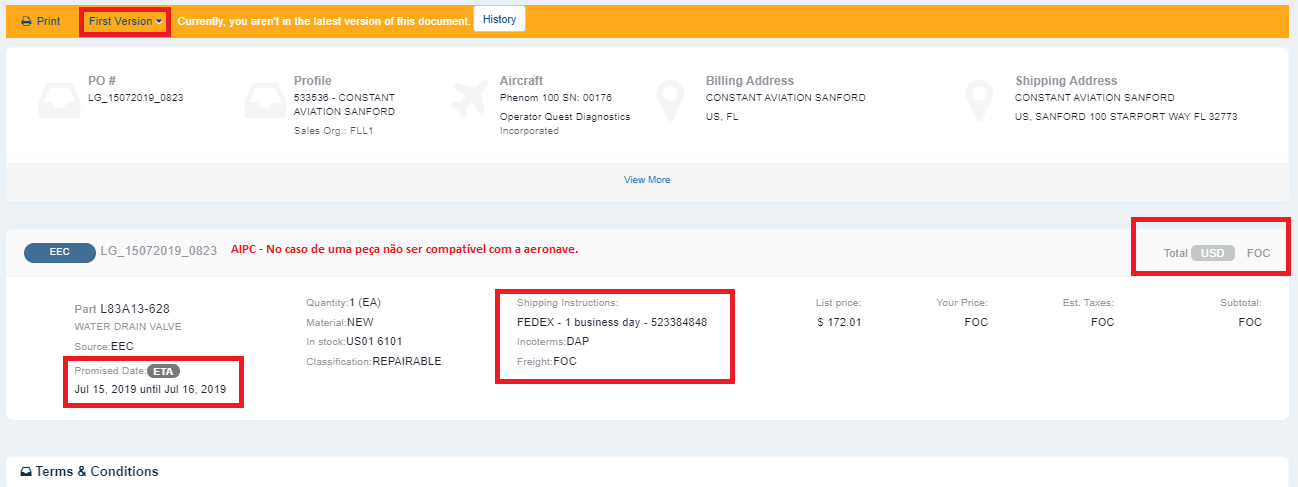 Print First Version Currently, you aren't in the latest version of this document. History
PO #
LG_15072019_0823
Profile
533536 - CONSTANT
AVIATION SANFORD
Sales Org.: FLL1
Aircraft
Phenom 100 SN: 00176
Operator Quest Diagnostics
Incorporated
Billing Address
CONSTANT AVIATION SANFORD
US, FL
Shipping Address
CONSTANT AVIATION SANFORD
US, SANFORD 100 STARPORT WAY FL 32773
View More
EEC LG_15072019_0823 AIPC - No caso de uma peça não ser compatível com a aeronave. Total USD FOC
Part L83A13-628
WATER DRAIN VALVE
Source:EEC
Promised Date: ETA
Jul 15, 2019 until Jul 16, 2019
Quantity:1 (EA)
Material:NEW
In stock:US01 6101
Classification:REPAIRABLE
Shipping Instructions:
FEDEX - 1 business day - 523384848
Incoterms:DAP
Freight:FOC
List price:
$ 172.01
Your Price:
FOC
Est. Taxes:
FOC
Subtotal:
FOC
Terms & Conditions